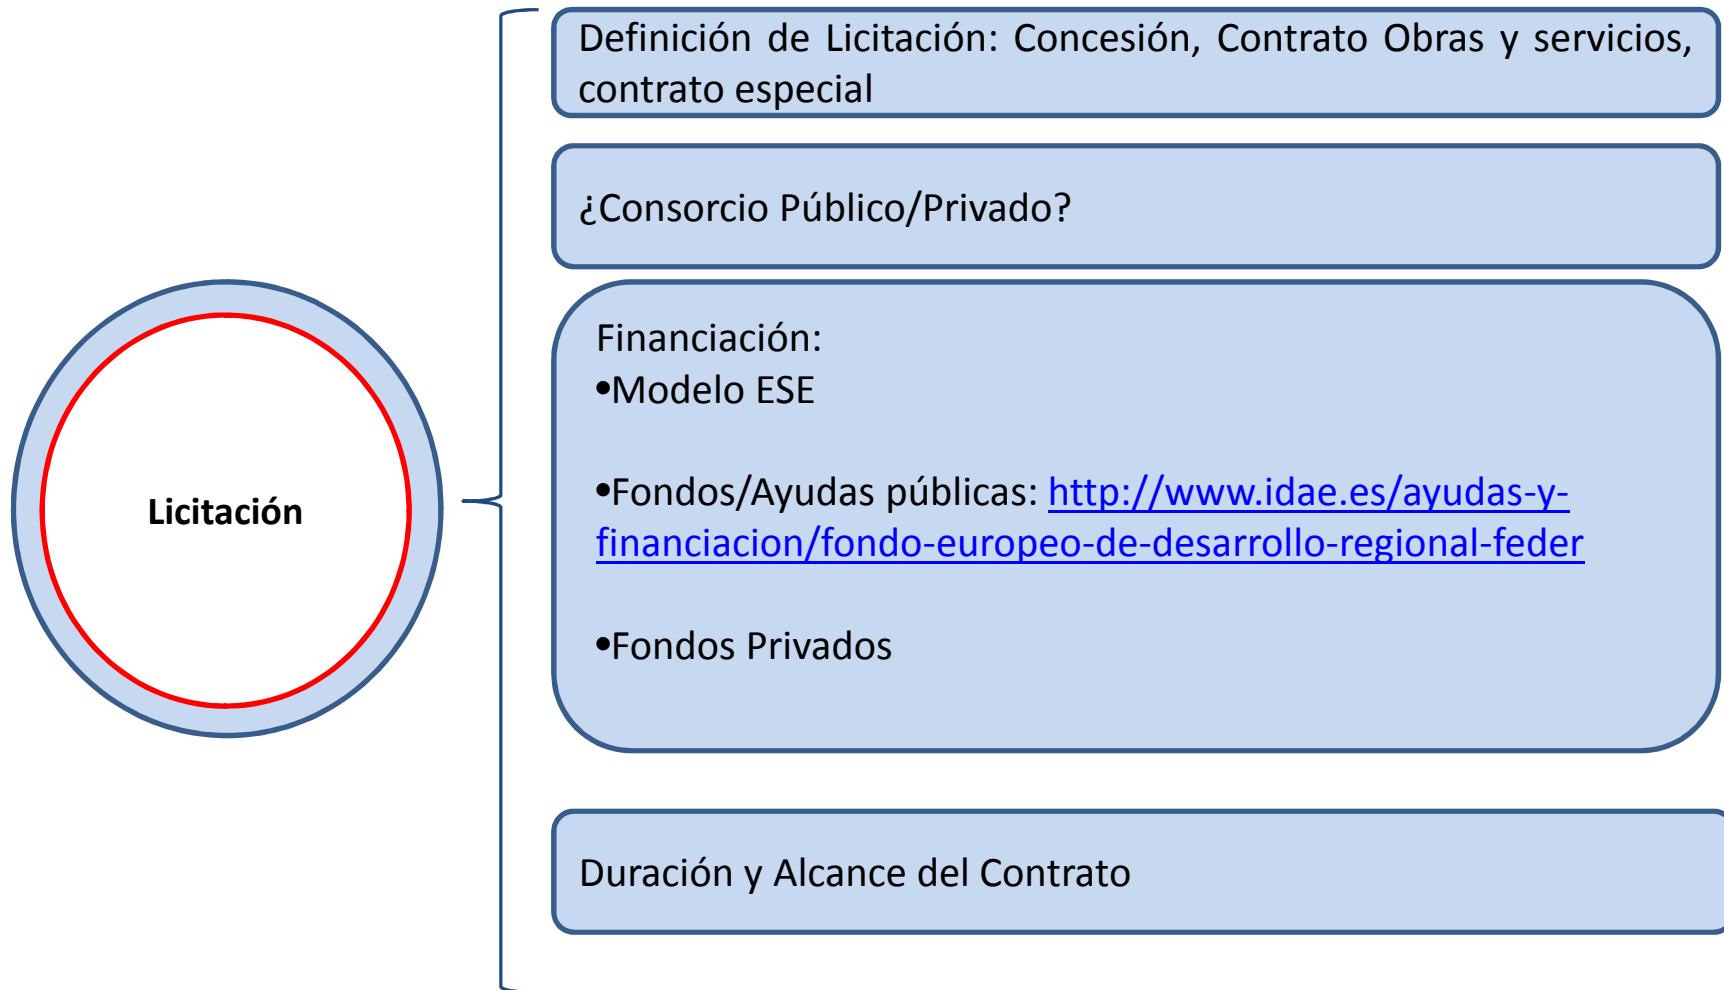 Definición de Licitación: Concesión, Contrato Obras y servicios,
contrato especial
¿Consorcio Público/Privado?
Financiación:
•Modelo ESE
•Fondos/Ayudas públicas: http://www.idae.es/ayudas-y-
financiacion/fondo-europeo-de-desarrollo-regional-feder
•Fondos Privados
Licitación
Duración y Alcance del Contrato